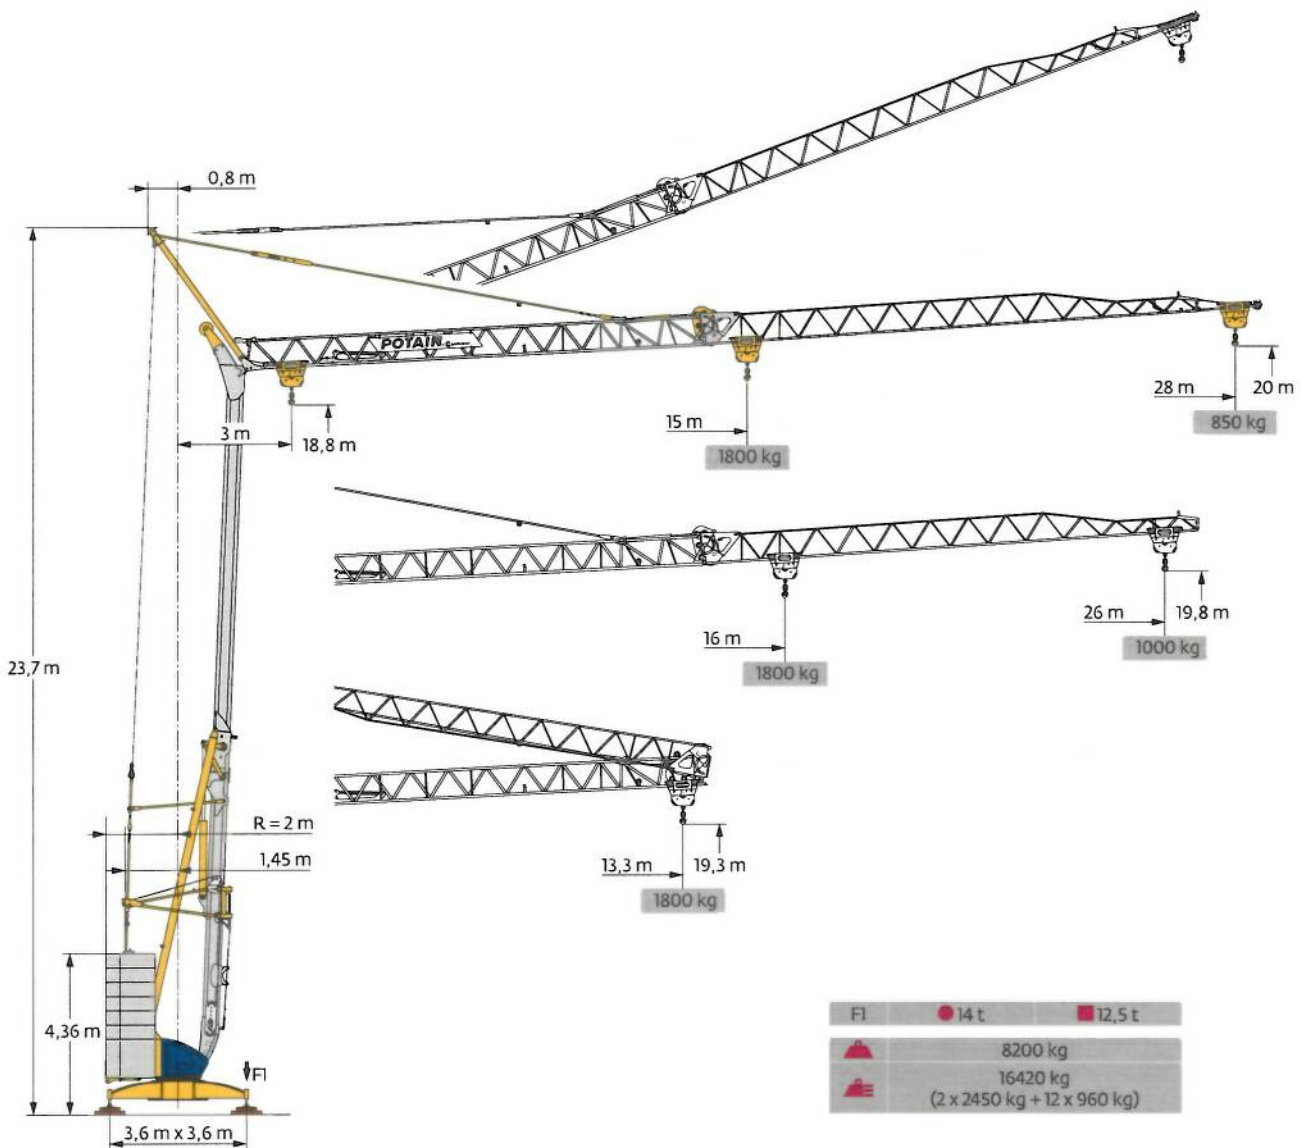 0,8 m
POTAIN
3 m
18,8 m
15 m
1800 kg
28 m
20 m
850 kg
16 m
1800 kg
26 m
19,8 m
1000 kg
23,7 m
R = 2 m
1,45 m
13,3 m
19,3 m
1800 kg
4,36 m
F1
3,6 m x 3,6 m
F1 14 t 12,5 t
8200 kg
16420 kg
(2 x 2450 kg + 12 x 960 kg)